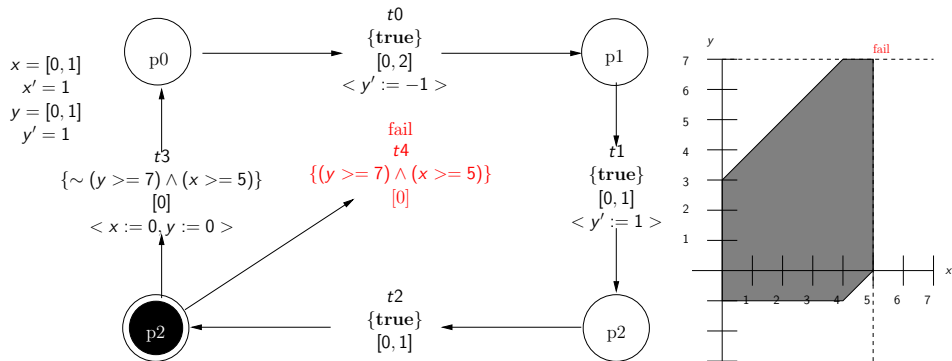 x = [0, 1]
x′ = 1
y = [0, 1]
y′ = 1
p0
t0
{true}
[0, 2]
< y′ := −1 >
p1
t3
{∼ (y >= 7) ∧ (x >= 5)}
[0]
< x := 0, y := 0 >
fail
t4
{(y >= 7) ∧ (x >= 5)}
[0]
t1
{true}
[0, 1]
< y′ := 1 >
p2
t2
{true}
[0, 1]
p2
y
fail
7
6
5
4
3
2
1
x
1 2 3 4 5 6 7